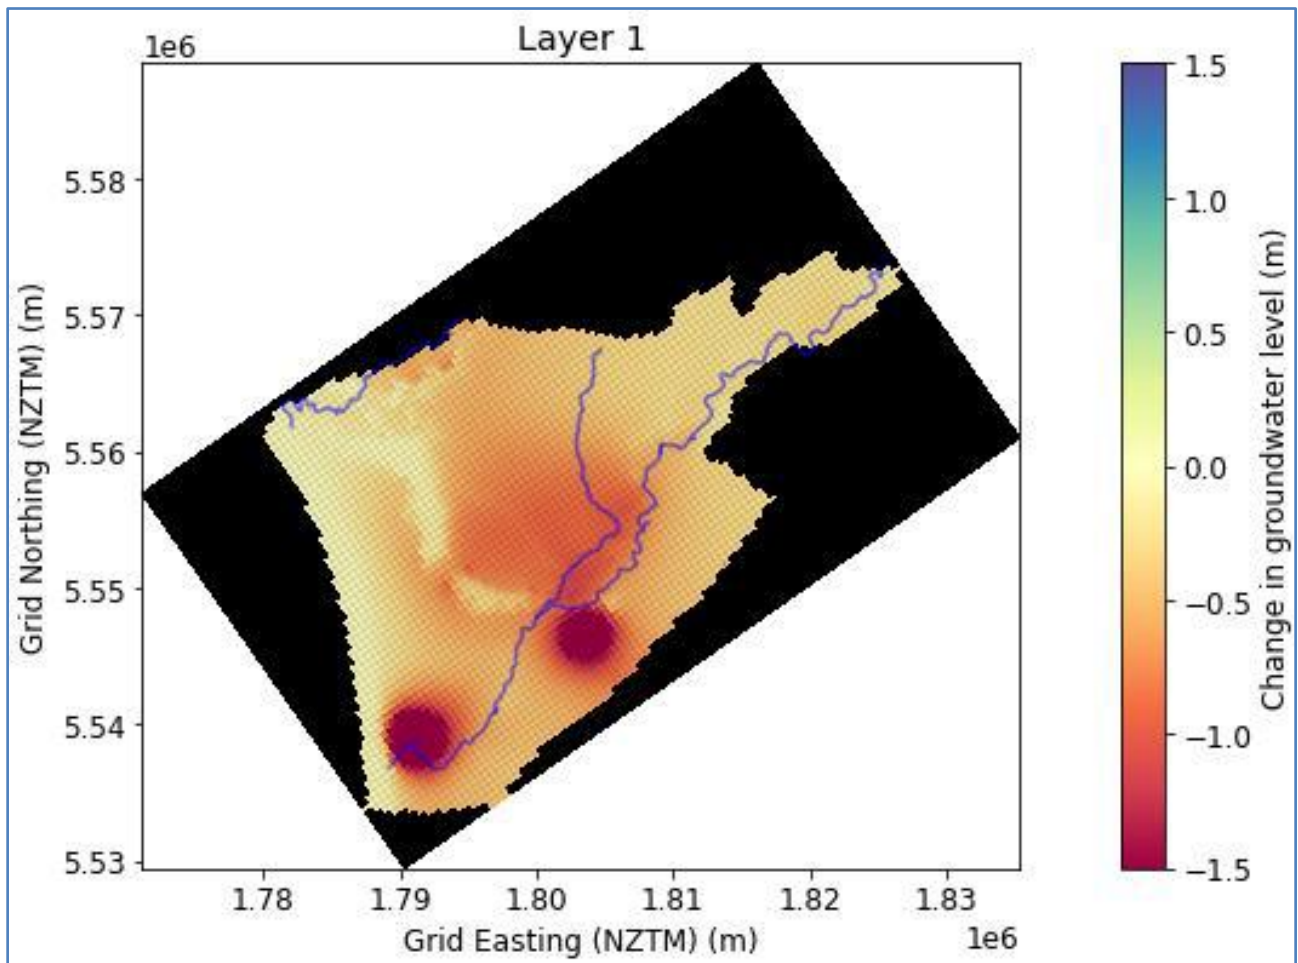 Layer 1
1e6
5.58
5.57
5.56
5.55
5.54
5.53
Grid Northing (NZTM) (m)
1.78 1.79 1.80 1.81 1.82 1.83
Grid Easting (NZTM) (m)
1e6
1.5
1.0
0.5
0.0
−0.5
−1.0
−1.5
Change in groundwater level (m)